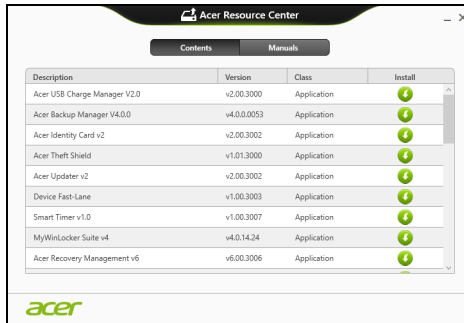 Acer Resource Center
Contents Manuals
Description Version Class Install
Acer USB Charge Manager V2.0 v2.00.3000 Application
Acer Backup Manager V4.0.0 v4.0.0.0053 Application
Acer Identity Card v2 v2.00.3002 Application
Acer Theft Shield v1.01.3000 Application
Acer Updater v2 v2.00.3002 Application
Device Fast-Lane v1.00.3003 Application
Smart Timer v1.0 v1.00.3007 Application
MyWinLocker Suite v4 v4.0.14.24 Application
Acer Recovery Management v6 v6.00.3006 Application
acer